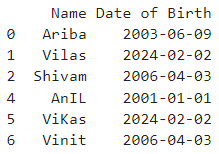 Name Date of Birth
0 Ariba 2003-06-09
1 Vilas 2024-02-02
2 Shivam 2006-04-03
4 AnIL 2001-01-01
5 ViKas 2024-02-02
6 Vinit 2006-04-03